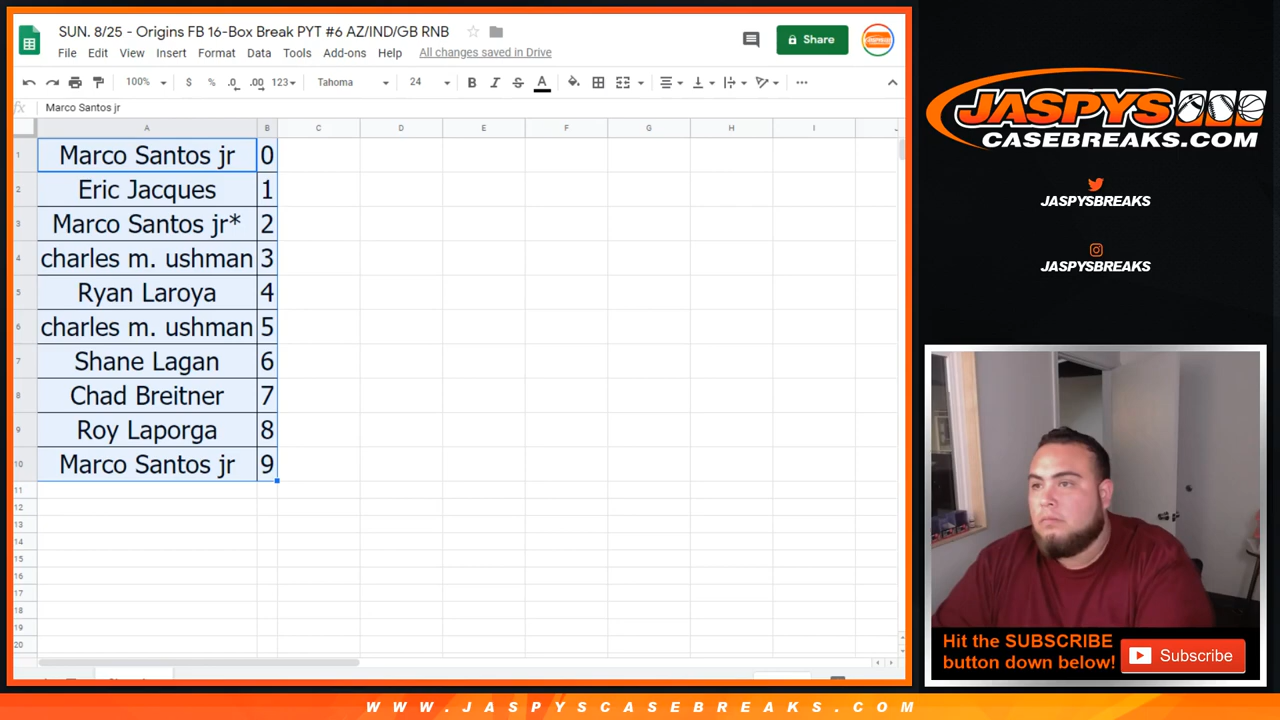 SUN. 8/25 - Origins FB 16-Box Break PYT #6 AZ/IND/GB RNB
File Edit View Insert Format Data Tools Add-ons Help All changes saved in Drive
Share
100% $ % .0 .00 123 Tahoma 24 B I S A
fx Marco Santos jr
A B C D E F G H I
1 Marco Santos jr 0
2 Eric Jacques 1
3 Marco Santos jr* 2
4 charles m. ushman 3
5 Ryan Laroya 4
6 charles m. ushman 5
7 Shane Lagan 6
8 Chad Breitner 7
9 Roy Laporga 8
10 Marco Santos jr 9
11
12
13
14
15
16
17
18
19
20
JASPYS
CASEBREAKS.COM
JASPYSBREAKS
JASPYSBREAKS
Hit the SUBSCRIBE
button down below!
Subscribe
WWW.JASPYSCASEBREAKS.COM